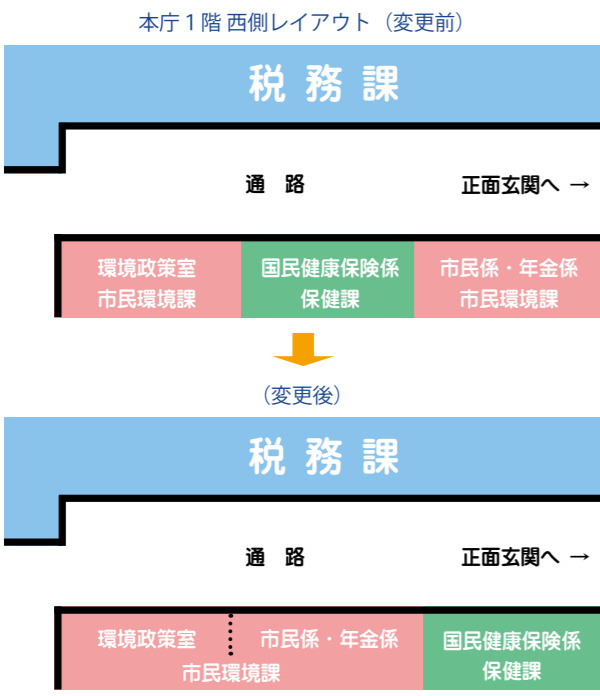 本庁1階 西側レイアウト（変更前）
税務課
通路 正面玄関へ →
環境政策室 国民健康保険係 市民係・年金係
市民環境課 保健課 市民環境課
（変更後）
税務課
通路 正面玄関へ →
環境政策室 市民係・年金係 国民健康保険係
市民環境課 保健課